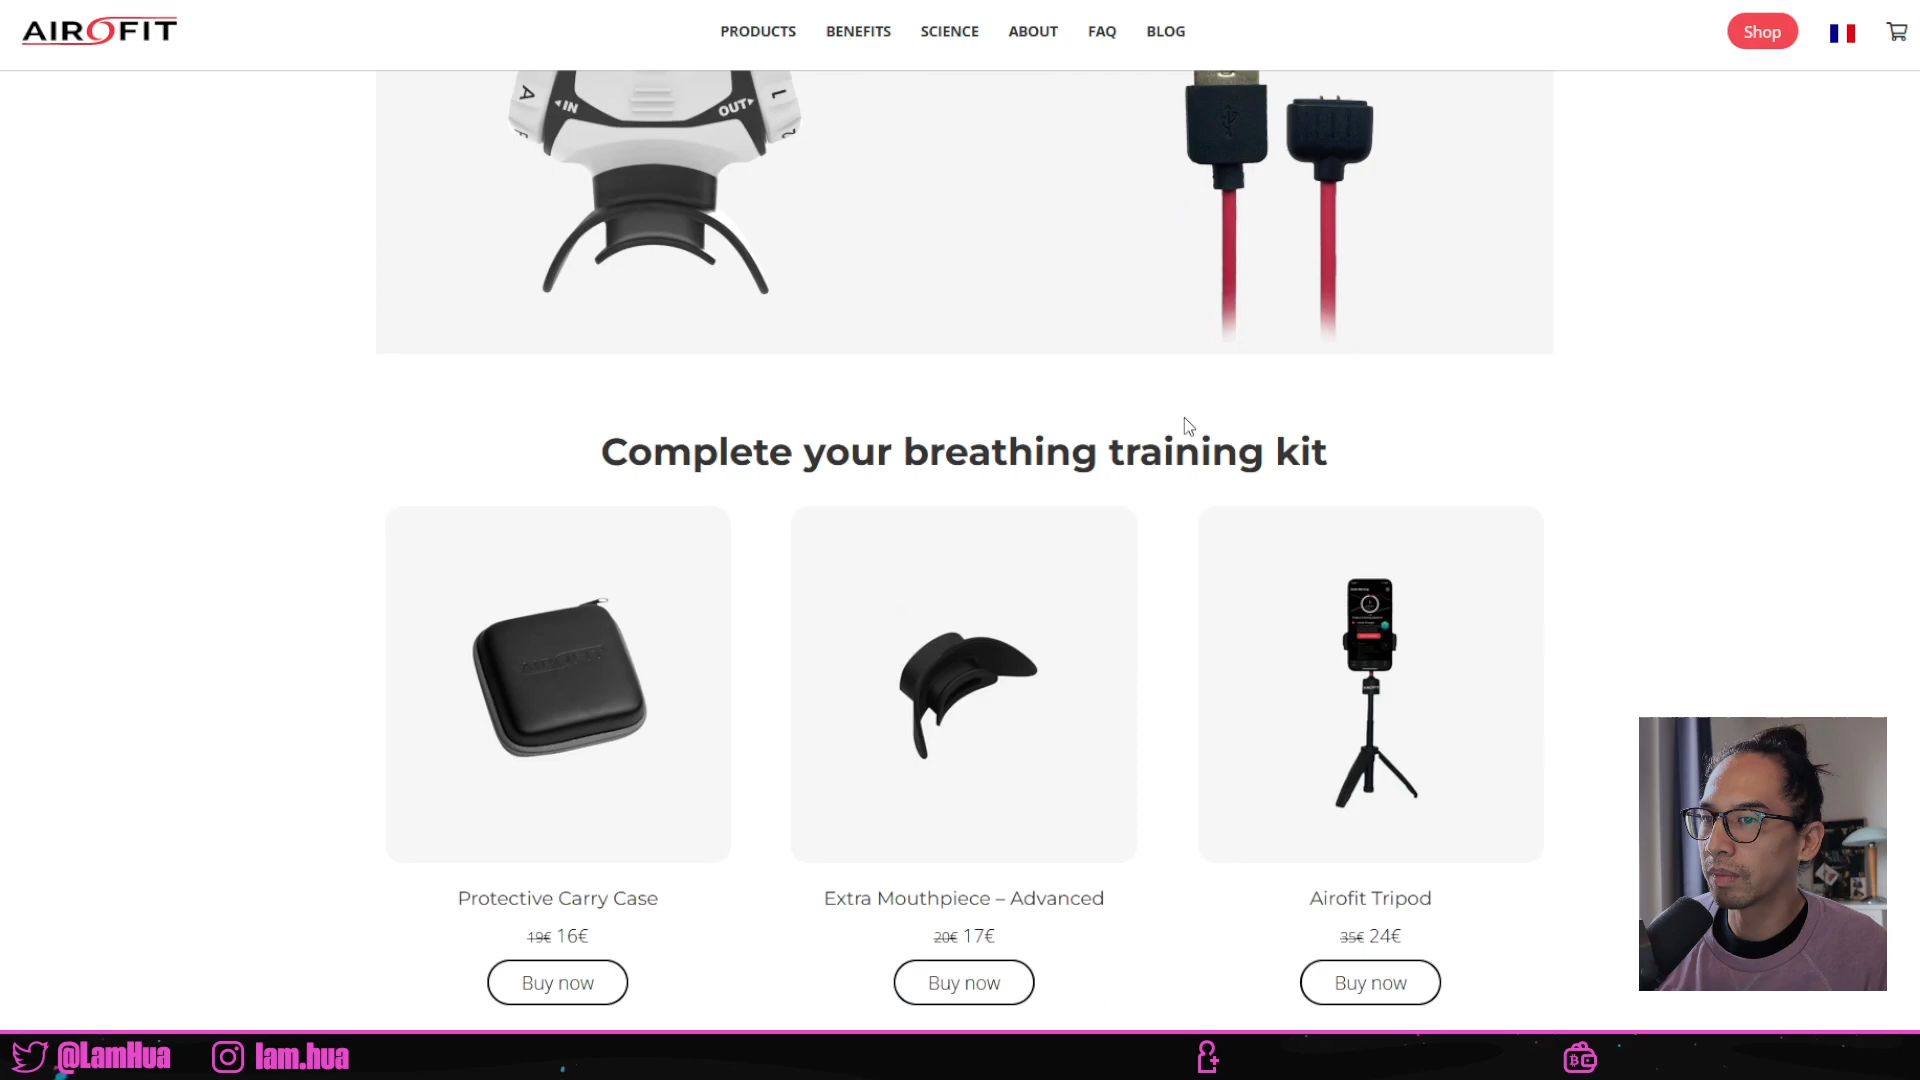 AIROFIT
PRODUCTS BENEFITS SCIENCE ABOUT FAQ BLOG
Shop
A IN OUT L
Complete your breathing training kit
AIROFIT
Protective Carry Case
19€ 16€
Buy now
Extra Mouthpiece – Advanced
20€ 17€
Buy now
Airofit Tripod
35€ 24€
Buy now
@LamHua
lam.hua